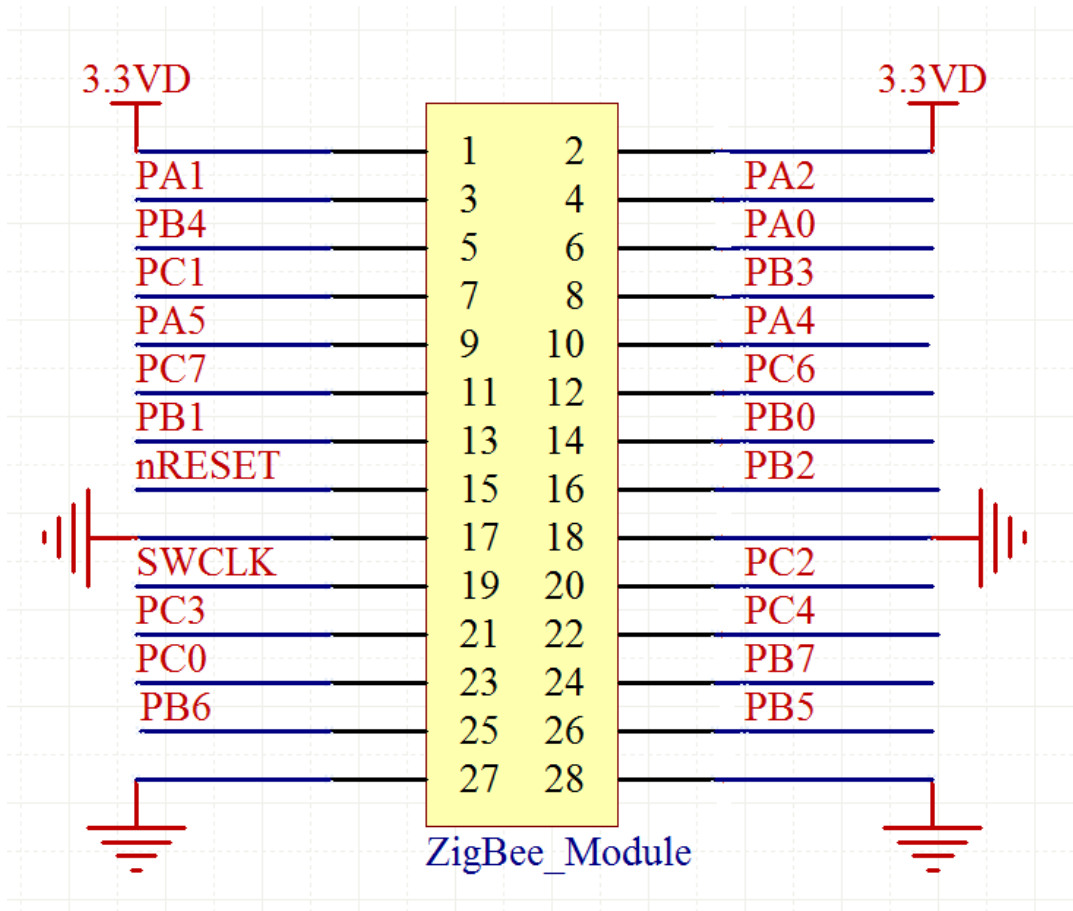 3.3VD 3.3VD
1 2
PA1 PA2
3 4
PB4 PA0
5 6
PC1 PB3
7 8
PA5 PA4
9 10
PC7 PC6
11 12
PB1 PB0
13 14
nRESET PB2
15 16
17 18
SWCLK PC2
19 20
PC3 PC4
21 22
PC0 PB7
23 24
PB6 PB5
25 26
27 28
ZigBee_Module